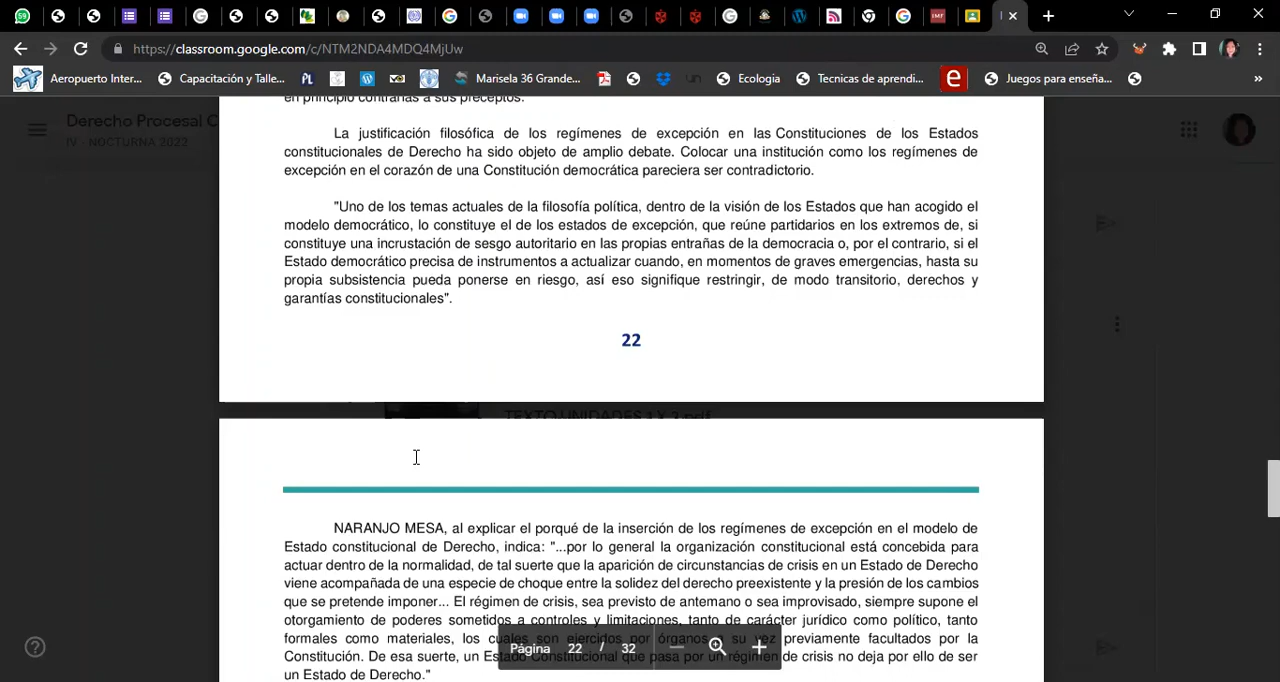 https://classroom.google.com/c/NTM2NDA4MDQ4MjUw
Aeropuerto Inter...
Capacitación y Talle...
Marisela 36 Grande...
Ecologia
Tecnicas de aprendi...
Juegos para enseña...
»
Derecho Procesal C
IV - NOCTURNA 2022
en principio contrarias a sus preceptos.
La justificación filosófica de los regímenes de excepción en las Constituciones de los Estados
constitucionales de Derecho ha sido objeto de amplio debate. Colocar una institución como los regímenes de
excepción en el corazón de una Constitución democrática pareciera ser contradictorio.
"Uno de los temas actuales de la filosofía política, dentro de la visión de los Estados que han acogido el
modelo democrático, lo constituye el de los estados de excepción, que reúne partidarios en los extremos de, si
constituye una incrustación de sesgo autoritario en las propias entrañas de la democracia o, por el contrario, si el
Estado democrático precisa de instrumentos a actualizar cuando, en momentos de graves emergencias, hasta su
propia subsistencia pueda ponerse en riesgo, así eso signifique restringir, de modo transitorio, derechos y
garantías constitucionales".
22
NARANJO MESA, al explicar el porqué de la inserción de los regímenes de excepción en el modelo de
Estado constitucional de Derecho, indica: "...por lo general la organización constitucional está concebida para
actuar dentro de la normalidad, de tal suerte que la aparición de circunstancias de crisis en un Estado de Derecho
viene acompañada de una especie de choque entre la solidez del derecho preexistente y la presión de los cambios
que se pretende imponer... El régimen de crisis, sea previsto de antemano o sea improvisado, siempre supone el
otorgamiento de poderes sometidos a controles y limitaciones, tanto de carácter jurídico como político, tanto
formales como materiales, los cuales son ejercidos por órganos a su vez previamente facultados por la
Constitución. De esa suerte, un Estado Constitucional que pasa por un régimen de crisis no deja por ello de ser
un Estado de Derecho."
Página 22 / 32